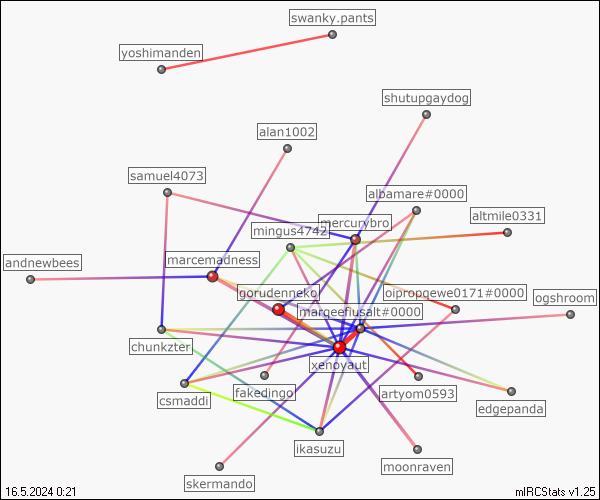 swanky.pants
yoshimanden
shutupgaydog
alan1002
samuel4073
albamare#0000
altmile0331
mercurybro
mingus4742
andnewbees
marcemadness
gorudenneko
oipropqewe0171#0000
ogshroom
marqeefiusalt#0000
chunkzter
xenoyaut
fakedingo
artyom0593
csmaddi
edgepanda
ikasuzu
moonraven
skermando
16.5.2024 0:21
mIRCStats v1.25